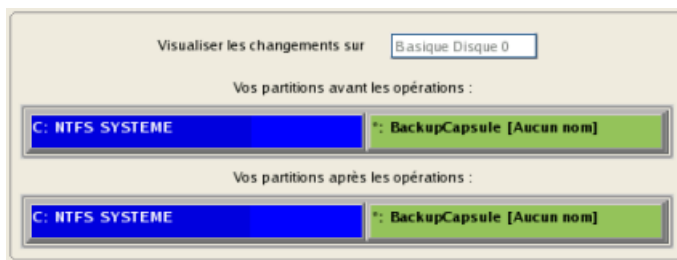 Visualiser les changements sur Basique Disque 0
Vos partitions avant les opérations :
C: NTFS SYSTEME *: BackupCapsule [Aucun nom]
Vos partitions après les opérations :
C: NTFS SYSTEME *: BackupCapsule [Aucun nom]